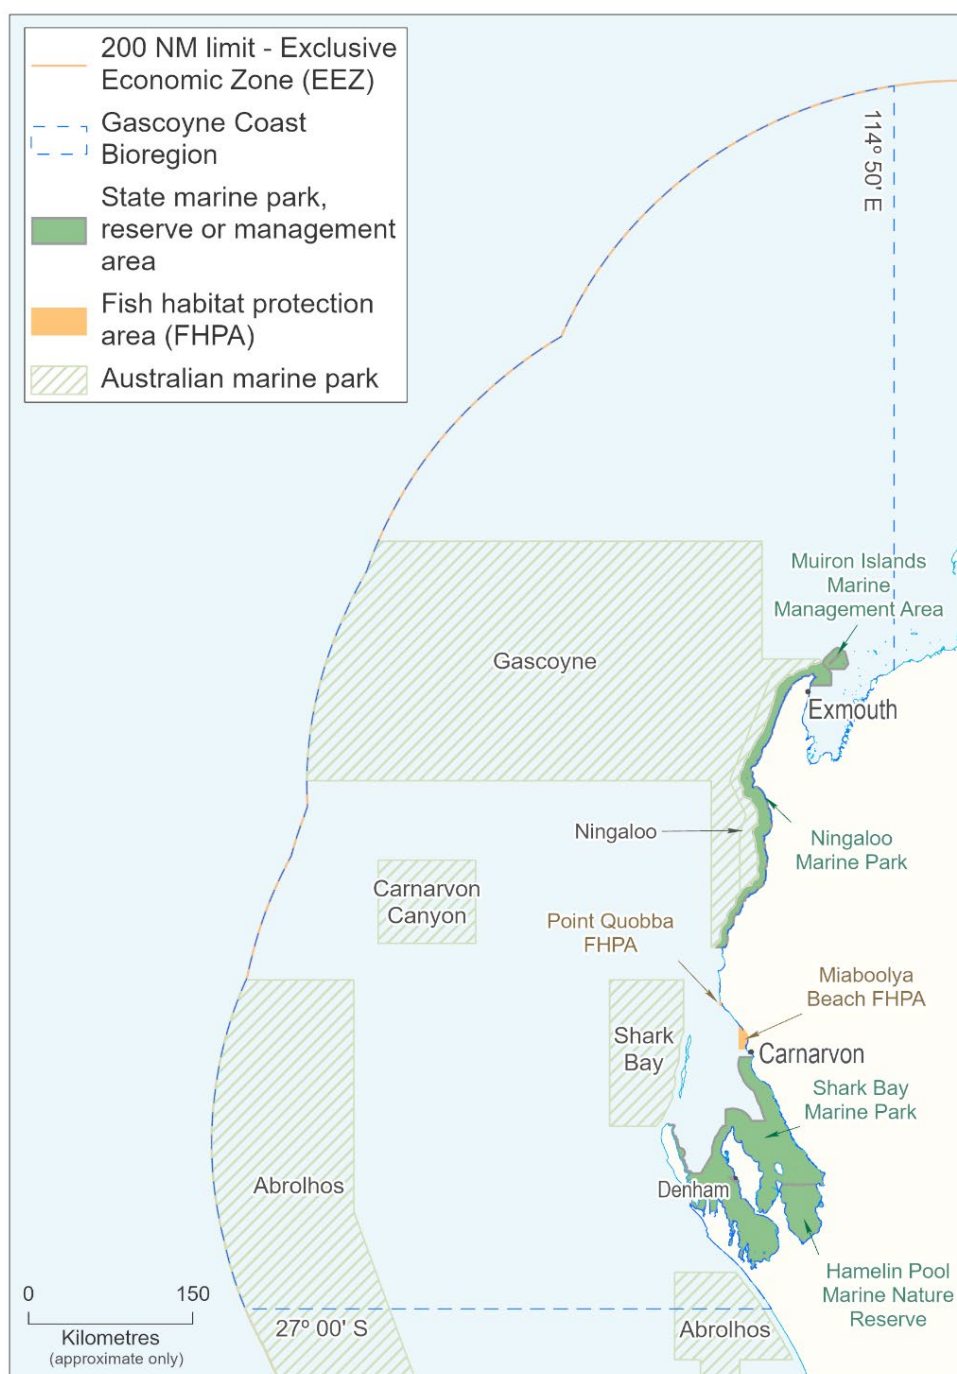 200 NM limit - Exclusive
Economic Zone (EEZ)
Gascoyne Coast
Bioregion
State marine park,
reserve or management
area
Fish habitat protection
area (FHPA)
Australian marine park
114º 50' E
Muiron Islands
Marine
Management Area
Gascoyne
Exmouth
Ningaloo
Ningaloo
Marine Park
Carnarvon
Canyon
Point Quobba
FHPA
Miaboolya
Beach FHPA
Shark
Bay
Carnarvon
Shark Bay
Marine Park
Abrolhos
Denham
Hamelin Pool
Marine Nature
Reserve
0 150
Kilometres
(approximate only)
27º 00' S
Abrolhos